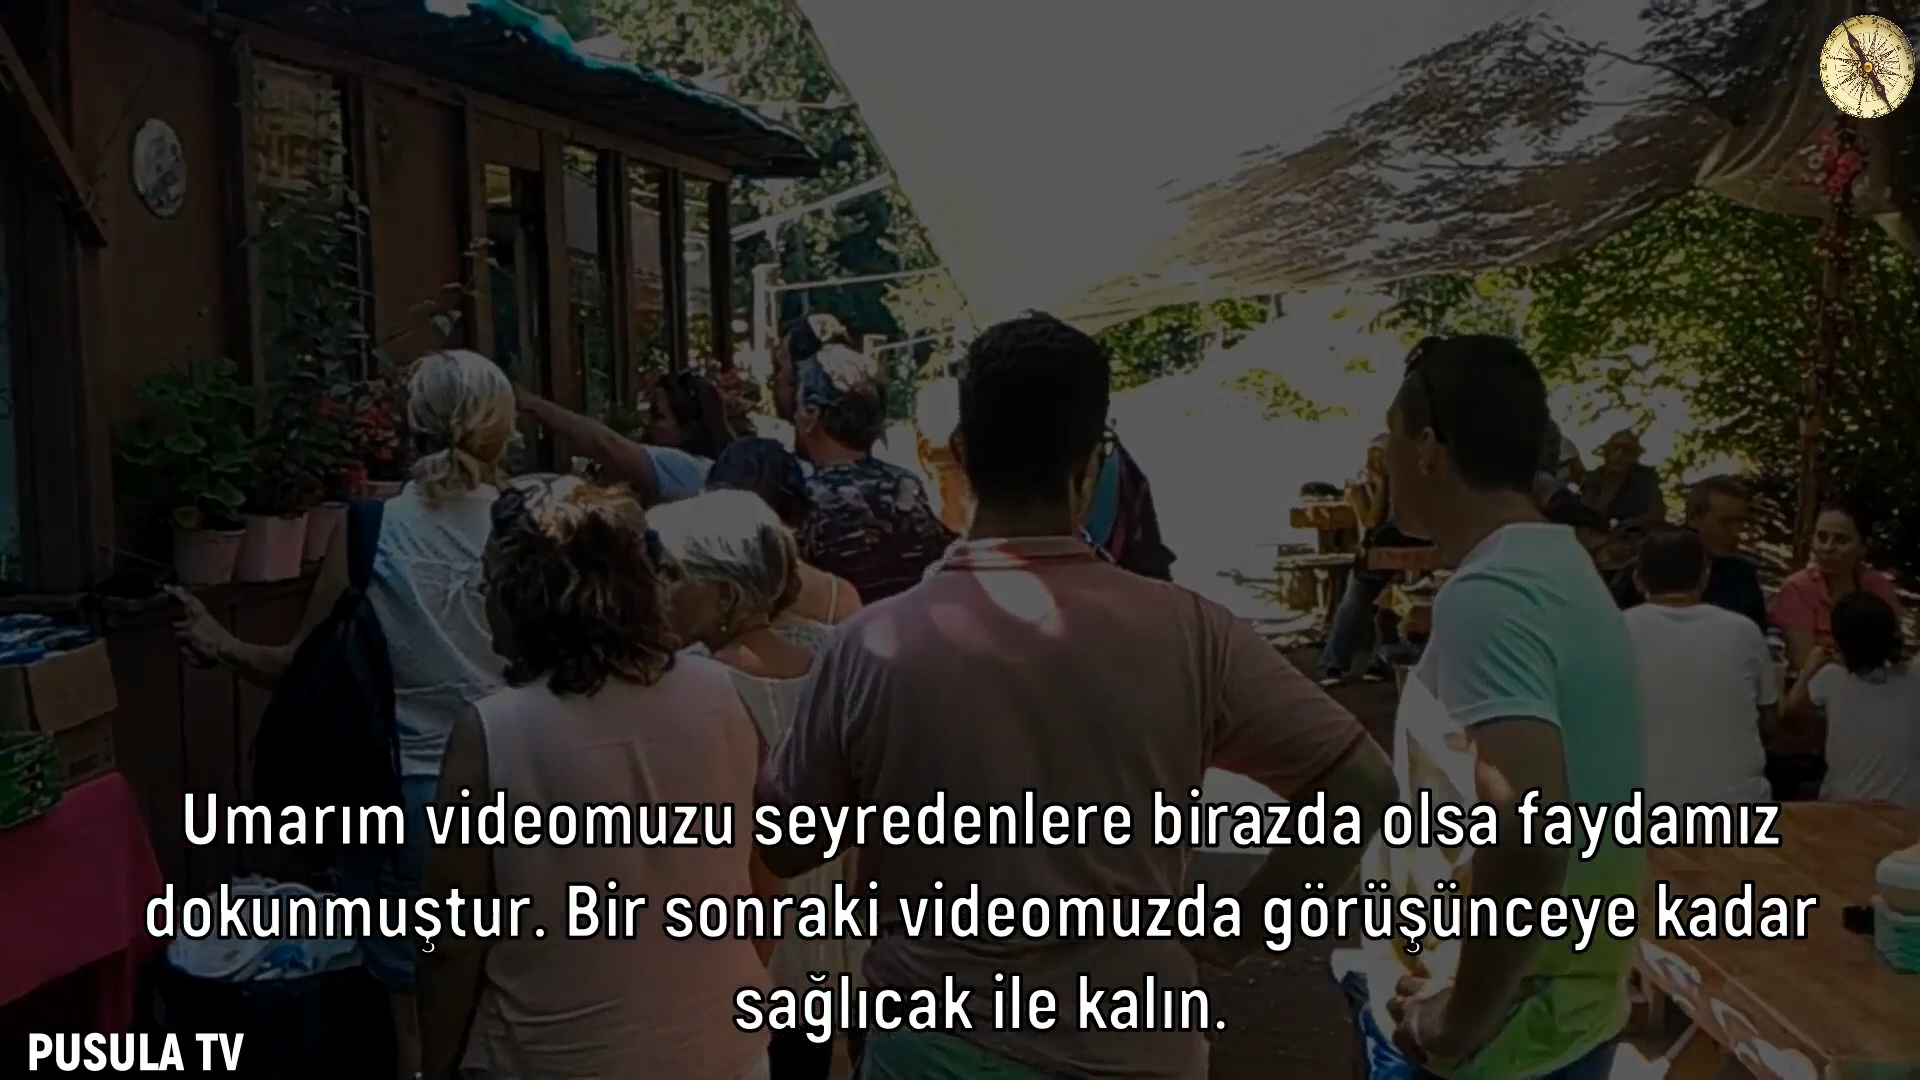 Umarım videomuzu seyredenlere birazda olsa faydamız
dokunmuştur. Bir sonraki videomuzda görüşünceye kadar
sağlıcak ile kalın.
PUSULA TV